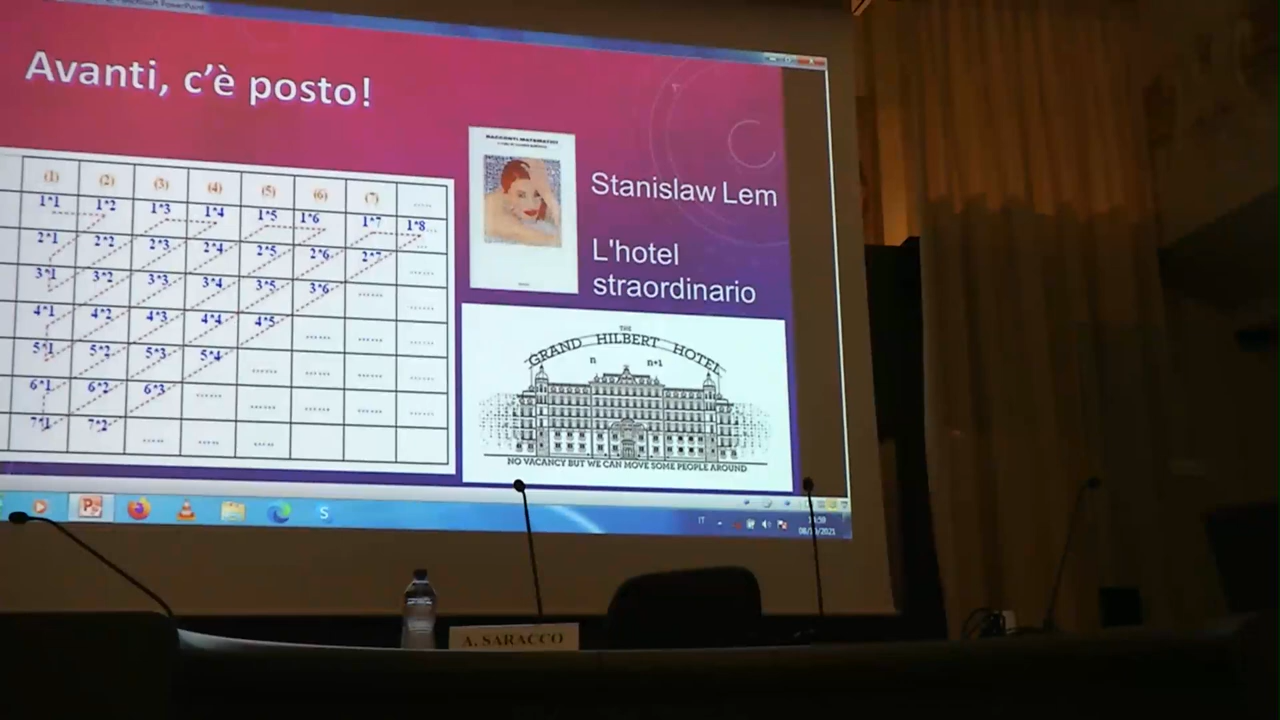 Microsoft PowerPoint
Avanti, c'è posto!
(1) (2) (3) (4) (5) (6) (7) .....
1*1 1*2 1*3 1*4 1*5 1*6 1*7 1*8...
2*1 2*2 2*3 2*4 2*5 2*6 2*7 ......
3*1 3*2 3*3 3*4 3*5 3*6 ...... ......
4*1 4*2 4*3 4*4 4*5 ...... ......
5*1 5*2 5*3 5*4 ...... ...... ...... ......
6*1 6*2 6*3 ...... ...... ...... ...... ......
7*1 7*2 ..... ..... .....
RACCONTI MATEMATICI
Stanislaw Lem
L'hotel
straordinario
THE
GRAND HILBERT HOTEL
n n+1
NO VACANCY BUT WE CAN MOVE SOME PEOPLE AROUND
IT
A. SARACCO